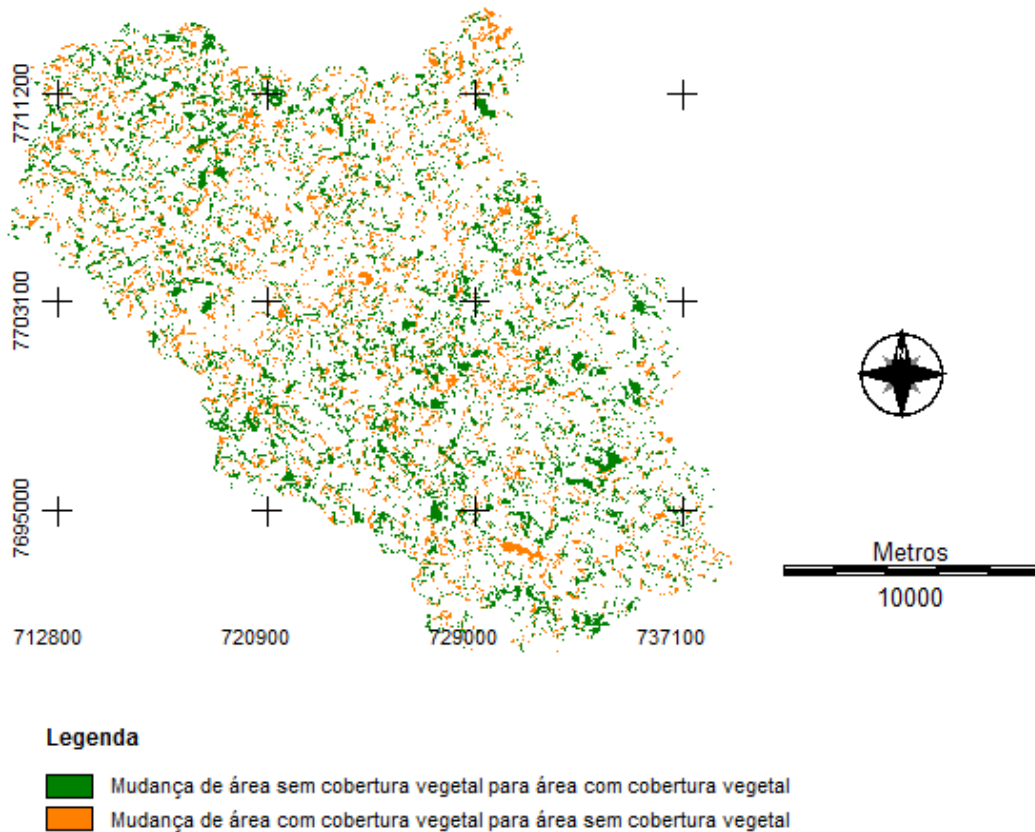 7711200
7703100
7695000
N
Metros
10000
712800
720900
729000
737100
Legenda
Mudança de área sem cobertura vegetal para área com cobertura vegetal
Mudança de área com cobertura vegetal para área sem cobertura vegetal